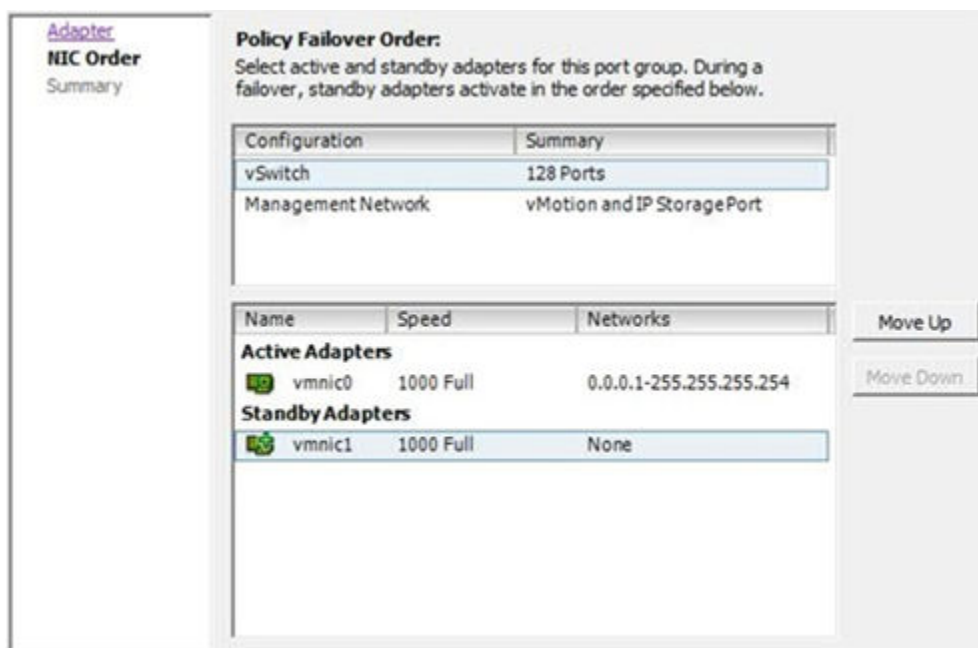 Adapter
NIC Order
Summary
Policy Failover Order:
Select active and standby adapters for this port group. During a
failover, standby adapters activate in the order specified below.
Configuration Summary
vSwitch 128 Ports
Management Network vMotion and IP StoragePort
Name Speed Networks
Active Adapters
vmnic0 1000 Full 0.0.0.1-255.255.255.254
Standby Adapters
vmnic1 1000 Full None
Move Up
Move Down